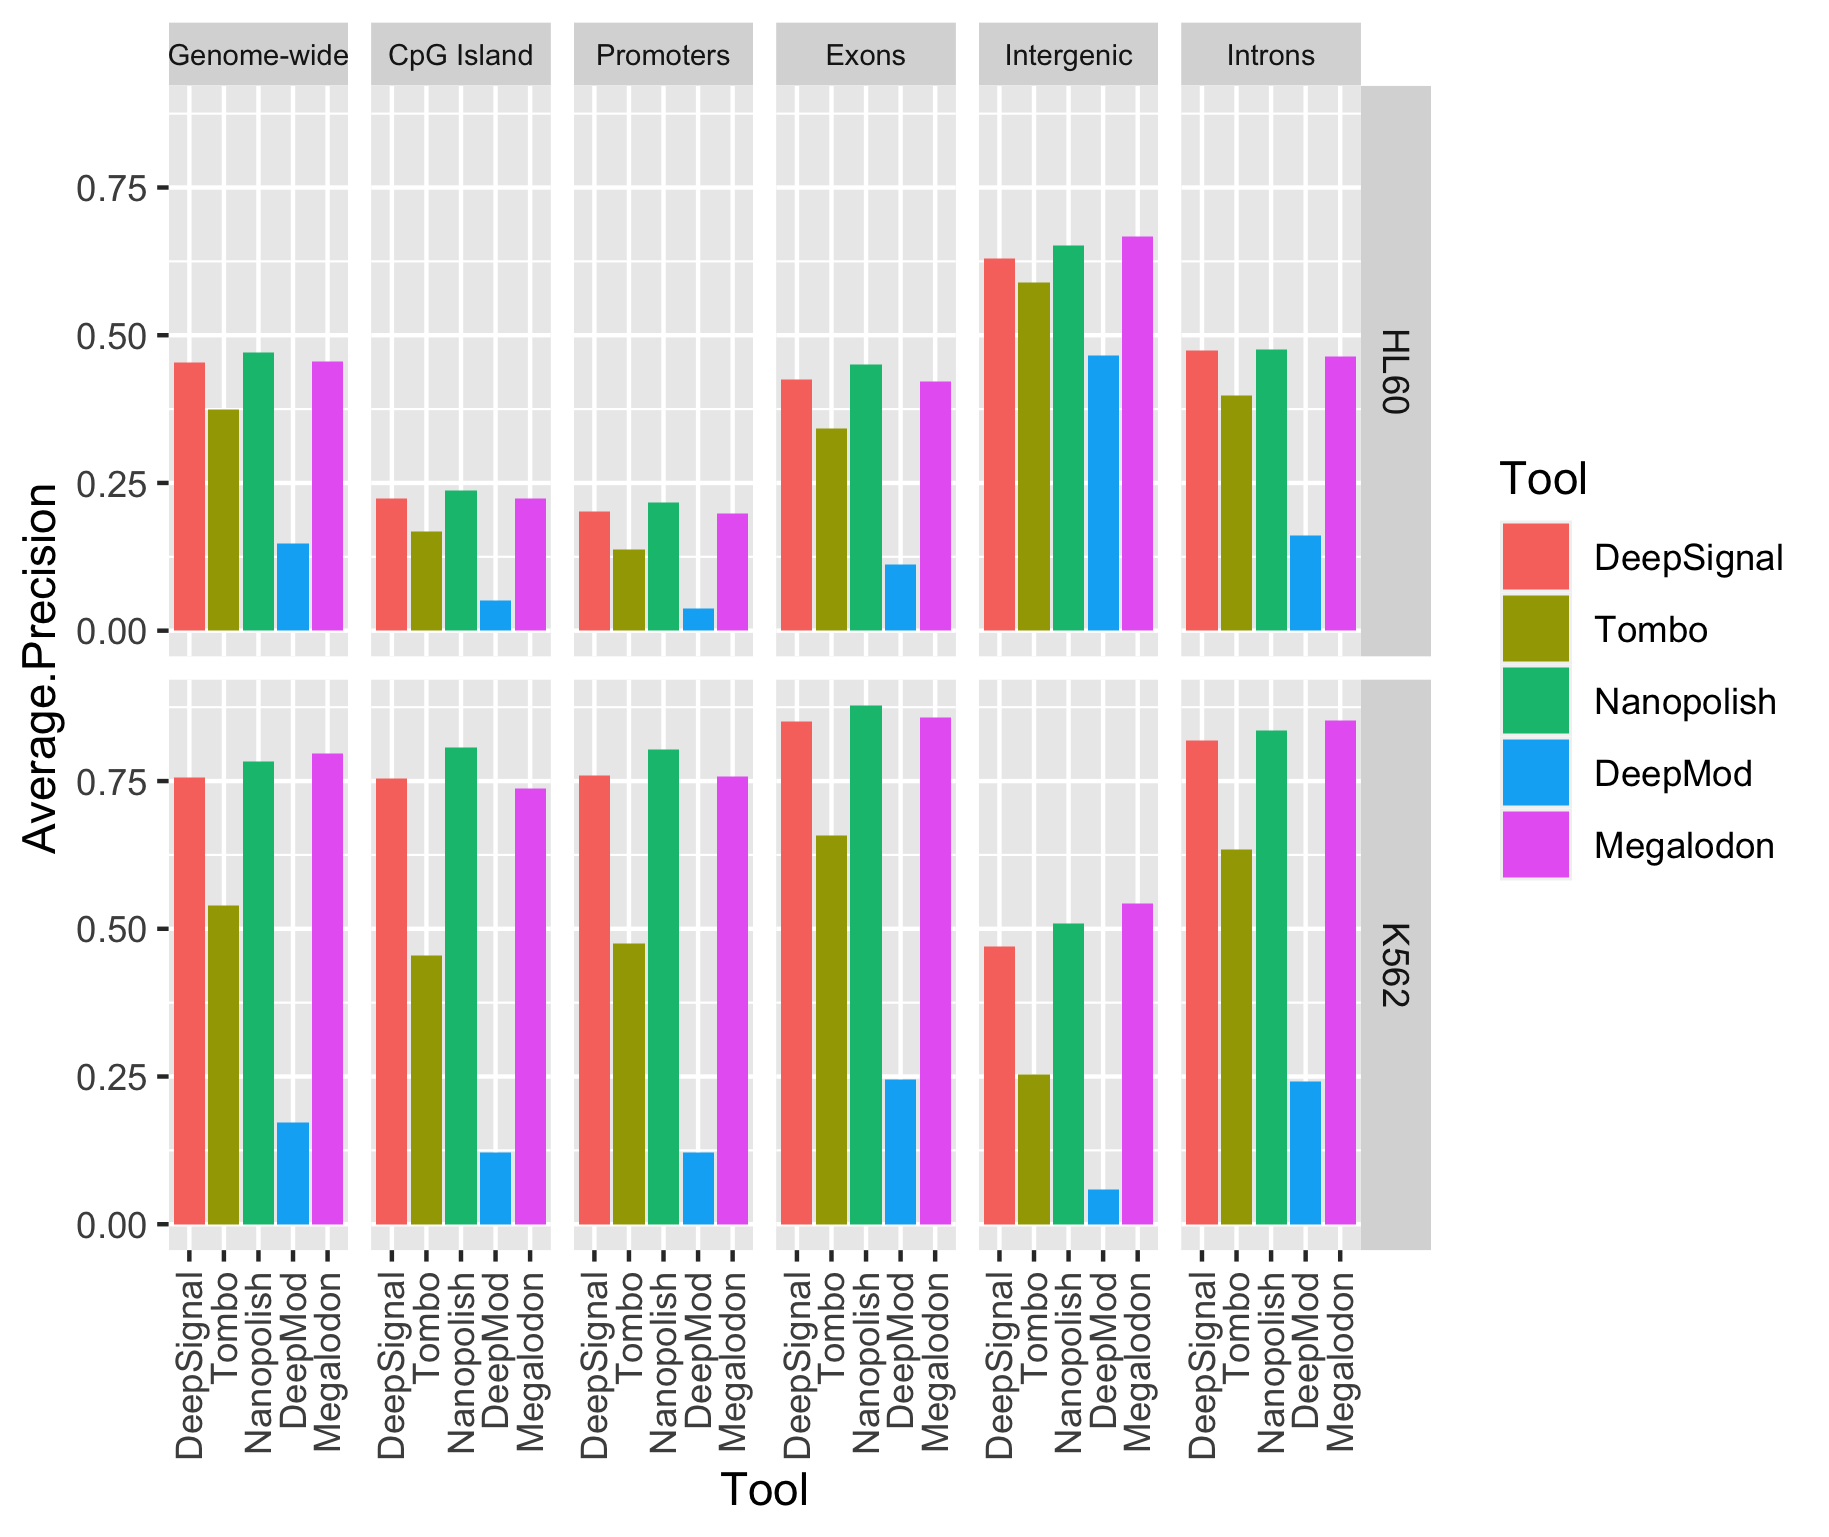 Genome-wide
CpG Island
Promoters
Exons
Intergenic
Introns
0.75
0.50
0.25
0.00
HL60
0.75
0.50
0.25
0.00
K562
Average.Precision
DeepSignal
Tombo
Nanopolish
DeepMod
Megalodon
DeepSignal
Tombo
Nanopolish
DeepMod
Megalodon
DeepSignal
Tombo
Nanopolish
DeepMod
Megalodon
DeepSignal
Tombo
Nanopolish
DeepMod
Megalodon
DeepSignal
Tombo
Nanopolish
DeepMod
Megalodon
DeepSignal
Tombo
Nanopolish
DeepMod
Megalodon
Tool
Tool
DeepSignal
Tombo
Nanopolish
DeepMod
Megalodon